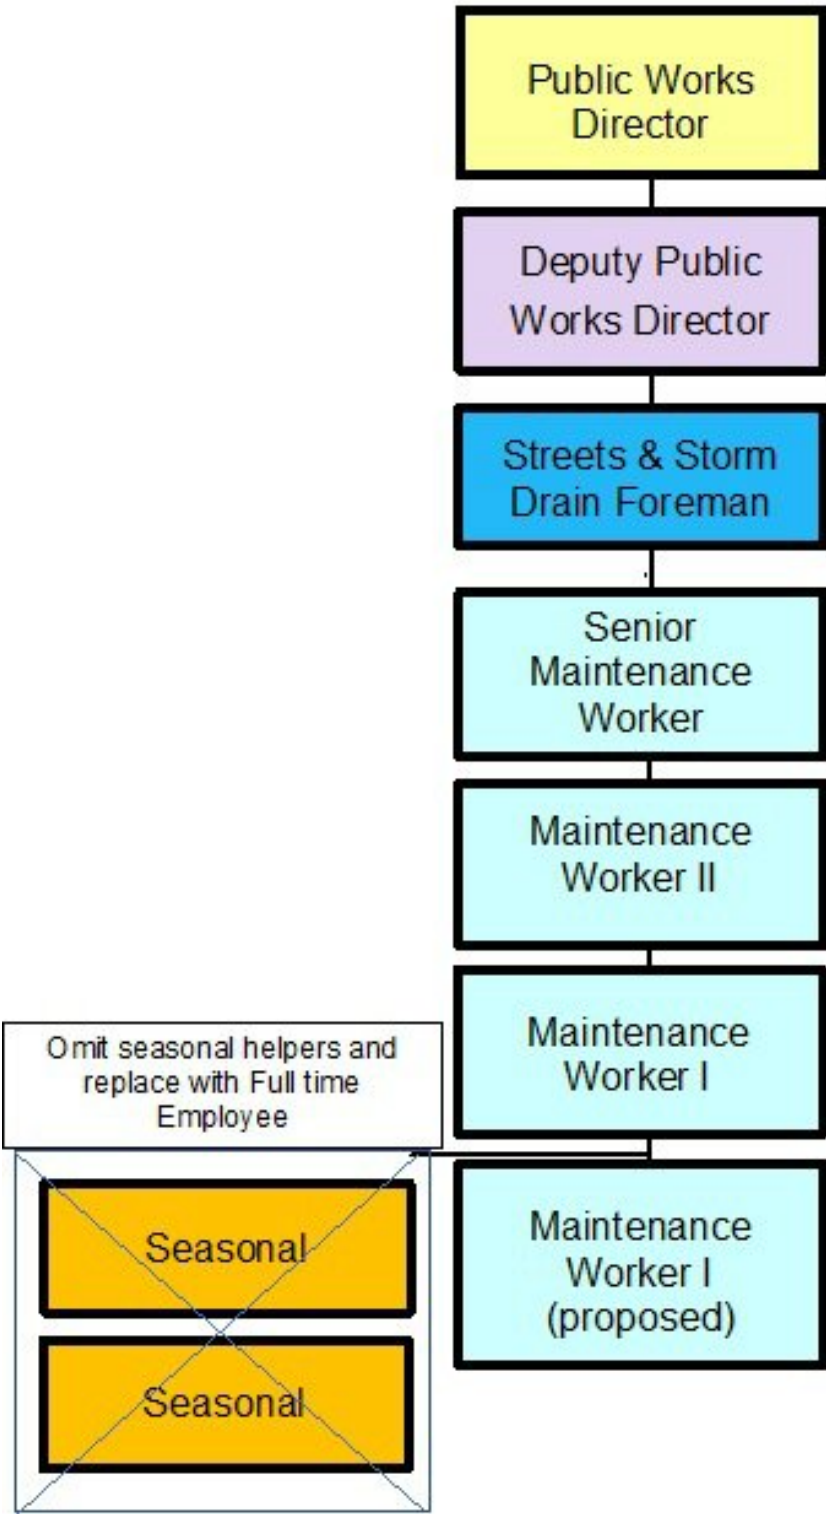 Public Works
Director
Deputy Public
Works Director
Streets & Storm
Drain Foreman
Senior
Maintenance
Worker
Maintenance
Worker II
Maintenance
Worker I
Omit seasonal helpers and
replace with Full time
Employee
Seasonal
Seasonal
Maintenance
Worker I
(proposed)